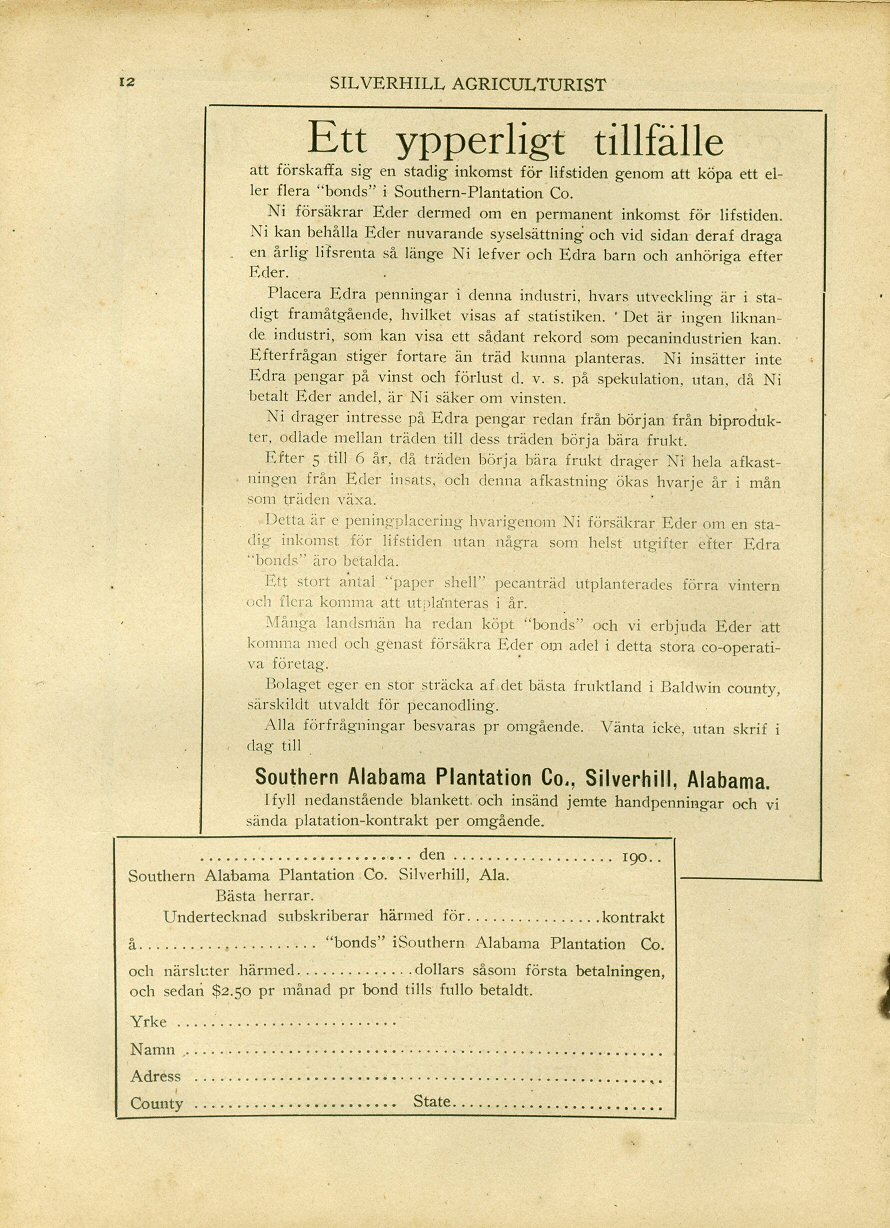 12
SILVERHILL AGRICULTURIST
Ett ypperligt tillfälle
att förskaffa sig en stadig inkomst för lifstiden genom att köpa ett el-
ler flera "bonds" i Southern-Plantation Co.
Ni försäkrar Eder dermed om en permanent inkomst för lifstiden.
Ni kan behålla Eder nuvarande syselsättning och vid sidan deraf draga
en årlig lifsrenta så länge Ni lefver och Edra barn och anhöriga efter
Eder.
Placera Edra penningar i denna industri, hvars utveckling är i sta-
digt framåtgående, hvilket visas af statistiken. Det är ingen liknan-
de industri, som kan visa ett sådant rekord som pecanindustrien kan.
Efterfrågan stiger fortare än träd kunna planteras. Ni insätter inte
Edra pengar på vinst och förlust d. v. s. på spekulation, utan, då Ni
betalt Eder andel, är Ni säker om vinsten.
Ni drager intresse på Edra pengar redan från början från biproduk-
ter, odlade mellan träden till dess träden börja bära frukt.
Efter 5 till 6 år, då träden börja bära frukt drager Ni hela afkast-
ningen från Eder insats, och denna afkastning ökas hvarje år i mån
som träden växa.
Detta är e peningplacering hvarigenom Ni försäkrar Eder om en sta-
dig inkomst för lifstiden utan några som helst utgifter efter Edra
"bonds" äro betalda.
Ett stort antal "paper shell" pecanträd utplanterades förra vintern
och flera komma att utplanteras i år.
Många landsmän ha redan köpt "bonds" och vi erbjuda Eder att
komma med och genast försäkra Eder om adel i detta stora co-operati-
va företag.
Bolaget eger en stor sträcka af det bästa fruktland i Baldwin county,
särskildt utvaldt för pecanodling.
Alla förfrågningar besvaras pr omgående. Vänta icke, utan skrif i
dag till
Southern Alabama Plantation Co., Silverhill, Alabama.
Ifyll nedanstående blankett och insänd jemte handpenningar och vi
sända platation-kontrakt per omgående.
......................... den ................... 190..
Southern Alabama Plantation Co. Silverhill, Ala.
Bästa herrar.
Undertecknad subskriberar härmed för................kontrakt
å..................... "bonds" iSouthern Alabama Plantation Co.
och närsluter härmed..............dollars såsom första betalningen,
och sedan $2.50 pr månad pr bond tills fullo betaldt.
Yrke ..........................
Namn ........................................................
Adress .......................................................
County ........................ State.........................